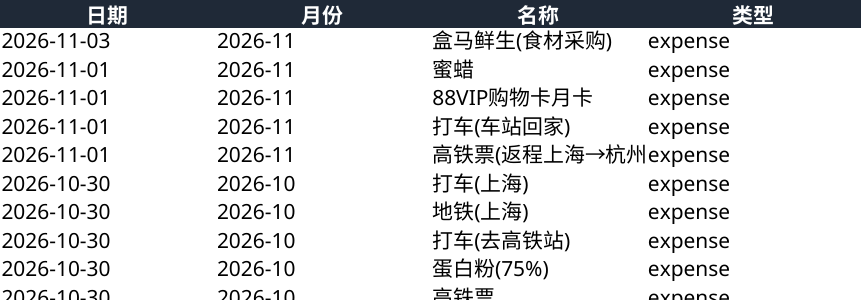 日期 月份 名称 类型
2026-11-03 2026-11 盒马鲜生(食材采购) expense
2026-11-01 2026-11 蜜蜡 expense
2026-11-01 2026-11 88VIP购物卡月卡 expense
2026-11-01 2026-11 打车(车站回家) expense
2026-11-01 2026-11 高铁票(返程上海→杭州 expense
2026-10-30 2026-10 打车(上海) expense
2026-10-30 2026-10 地铁(上海) expense
2026-10-30 2026-10 打车(去高铁站) expense
2026-10-30 2026-10 蛋白粉(75%) expense
2026-10-30 2026-10 高铁票 expense